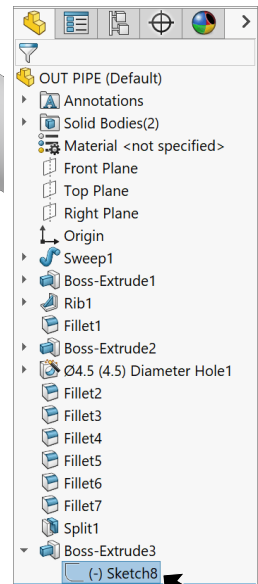 OUT PIPE (Default)
Annotations
Solid Bodies(2)
Material <not specified>
Front Plane
Top Plane
Right Plane
Origin
Sweep1
Boss-Extrude1
Rib1
Fillet1
Boss-Extrude2
Ø4.5 (4.5) Diameter Hole1
Fillet2
Fillet3
Fillet4
Fillet5
Fillet6
Fillet7
Split1
Boss-Extrude3
(-) Sketch8